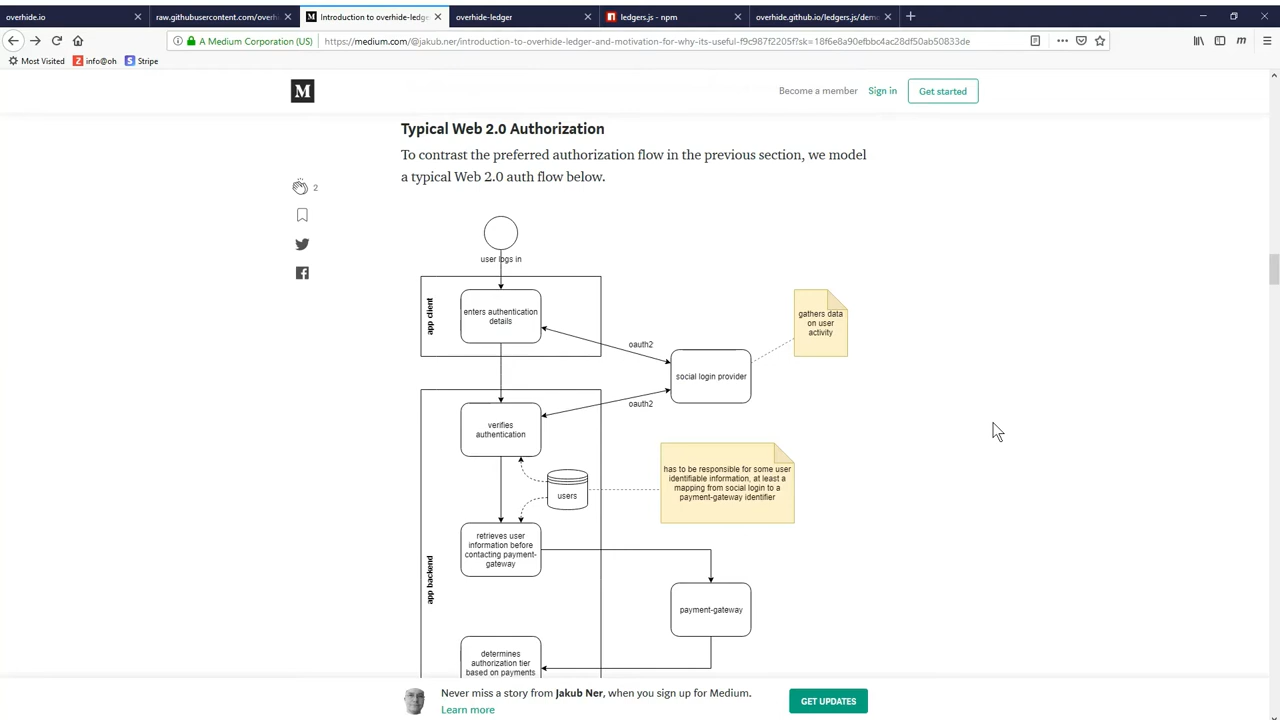 overhide.io
raw.githubusercontent.com/overh
Introduction to overhide-ledge
overhide-ledger
ledgers.js - npm
overhide.github.io/ledgers.js/demo
A Medium Corporation (US)
https://medium.com/@jakub.ner/introduction-to-overhide-ledger-and-motivation-for-why-its-useful-f9c987f2205f?sk=18f6e8a90efbbc4ac28df50ab50833de
Most Visited
info@oh
Stripe
M
Become a member
Sign in
Get started
Typical Web 2.0 Authorization
To contrast the preferred authorization flow in the previous section, we model
a typical Web 2.0 auth flow below.
2
user logs in
app client
enters authentication
details
oauth2
gathers data
on user
activity
social login provider
oauth2
verifies
authentication
users
has to be responsible for some user
identifiable information, at least a
mapping from social login to a
payment-gateway identifier
app backend
retrieves user
information before
contacting payment-
gateway
payment-gateway
determines
authorization tier
based on payments
Never miss a story from Jakub Ner, when you sign up for Medium.
Learn more
GET UPDATES